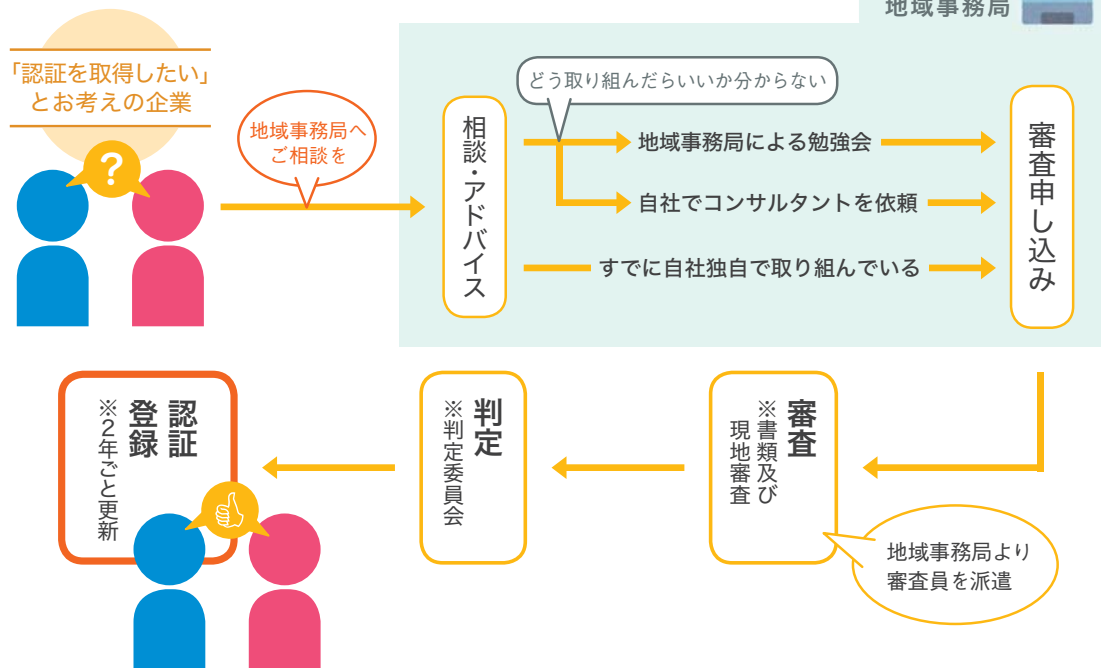 地域事務局
「認証を取得したい」
とお考えの企業
?
地域事務局へ
ご相談を
どう取り組んだらいいか分からない
相談・アドバイス
地域事務局による勉強会
自社でコンサルタントを依頼
すでに自社独自で取り組んでいる
審査申し込み
審査
※書類及び
現地審査
地域事務局より
審査員を派遣
判定
※判定委員会
認証
登録
※2年ごと更新